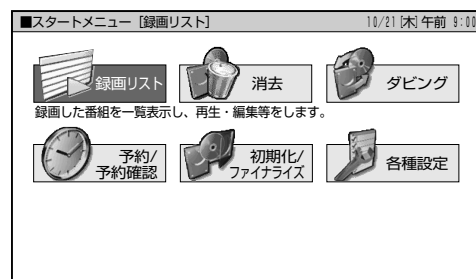 ■スタートメニュー [録画リスト] 10/21[木]午前 9:00
録画リスト 消去 ダビング
録画した番組を一覧表示し、再生・編集等をします。
予約/ 初期化/ 各種設定
予約確認 ファイナライズ